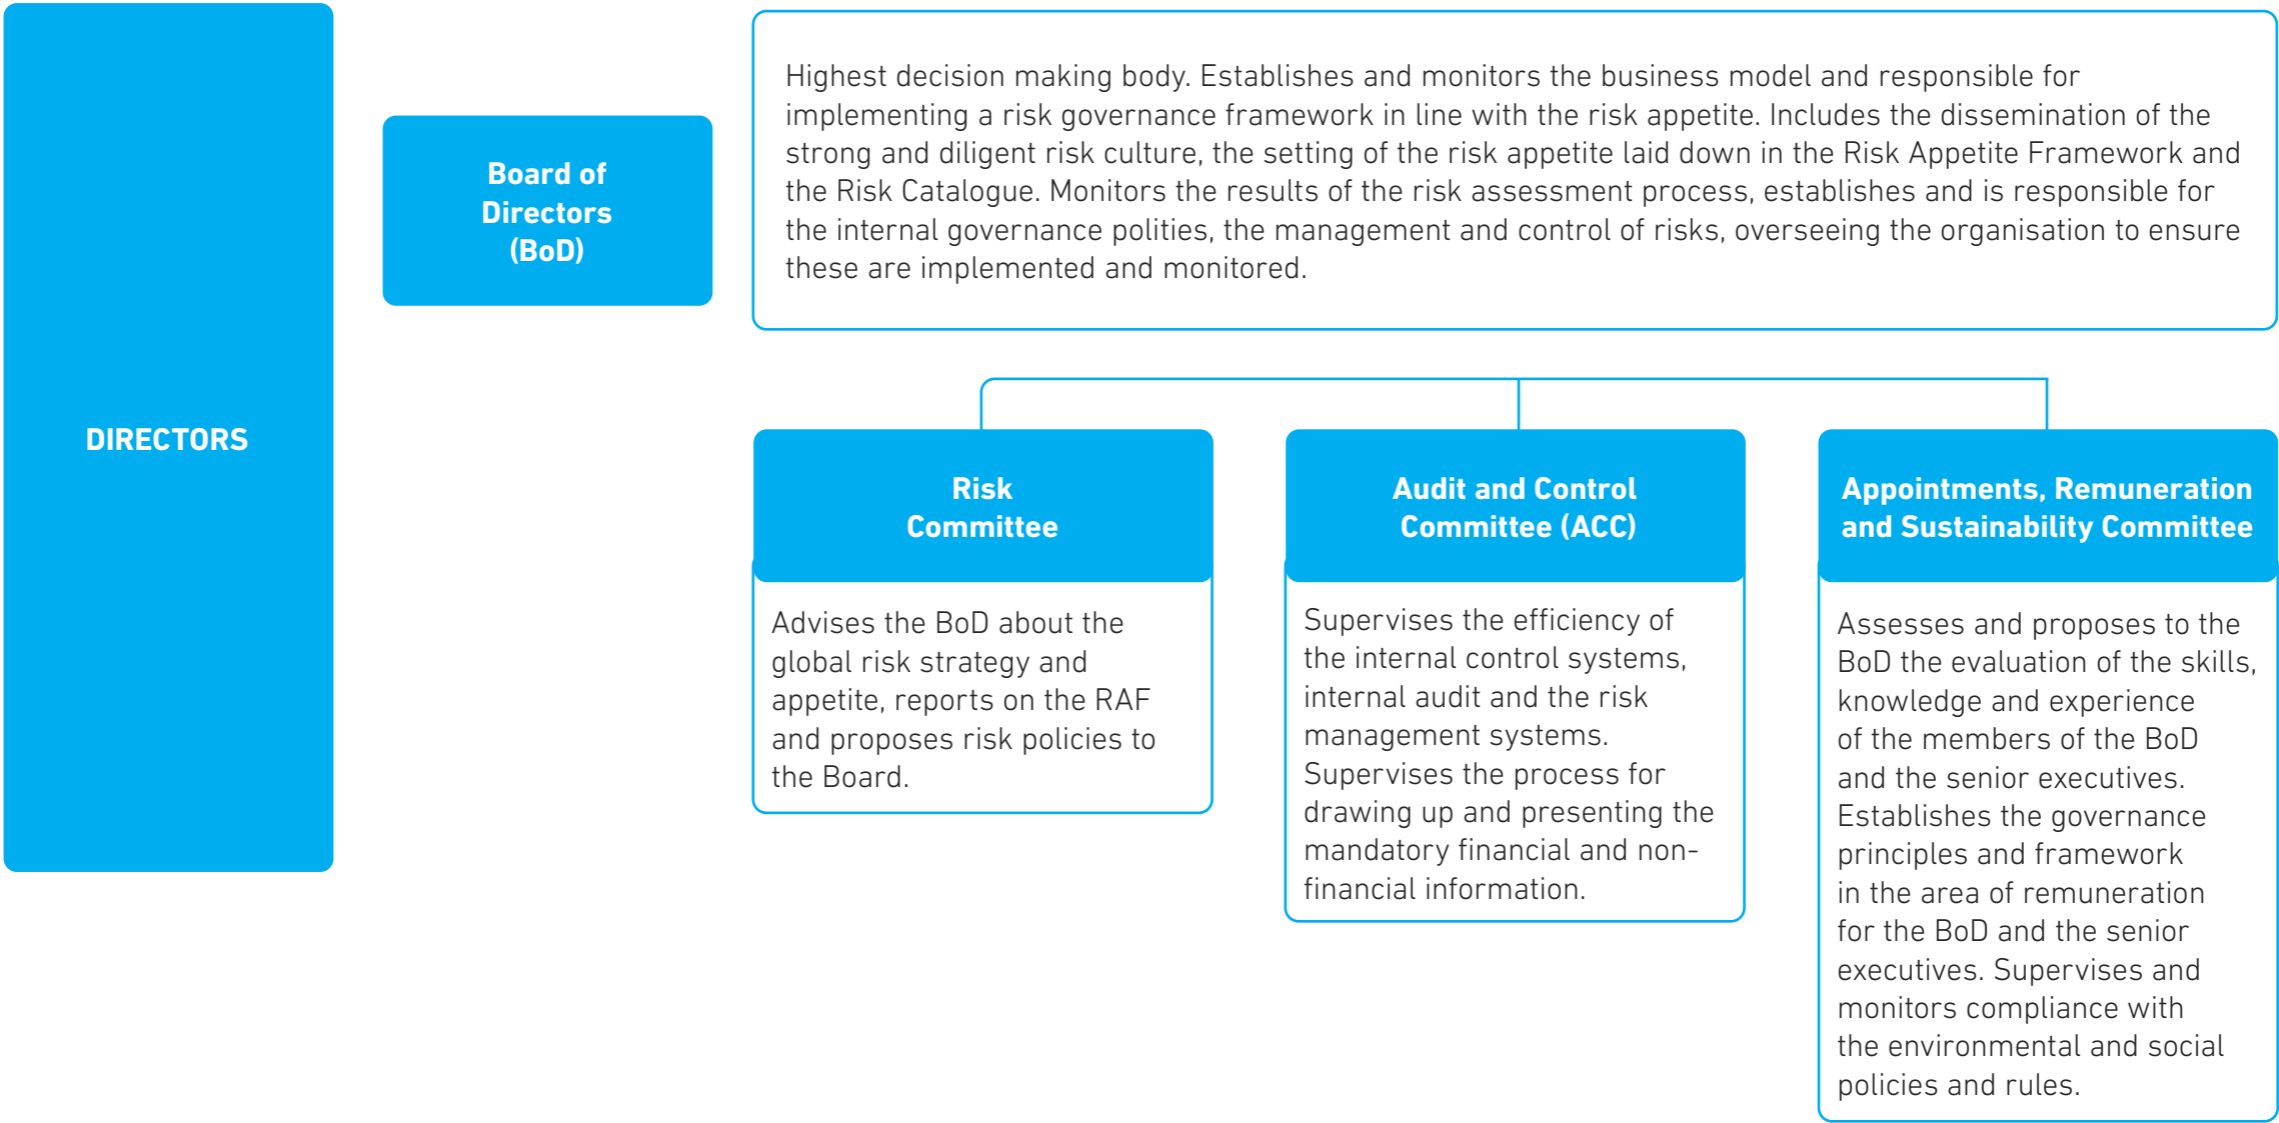 DIRECTORS
Board of
Directors
(BoD)
Highest decision making body. Establishes and monitors the business model and responsible for
implementing a risk governance framework in line with the risk appetite. Includes the dissemination of the
strong and diligent risk culture, the setting of the risk appetite laid down in the Risk Appetite Framework and
the Risk Catalogue. Monitors the results of the risk assessment process, establishes and is responsible for
the internal governance polities, the management and control of risks, overseeing the organisation to ensure
these are implemented and monitored.
Risk
Committee
Advises the BoD about the
global risk strategy and
appetite, reports on the RAF
and proposes risk policies to
the Board.
Audit and Control
Committee (ACC)
Supervises the efficiency of
the internal control systems,
internal audit and the risk
management systems.
Supervises the process for
drawing up and presenting the
mandatory financial and non-
financial information.
Appointments, Remuneration
and Sustainability Committee
Assesses and proposes to the
BoD the evaluation of the skills,
knowledge and experience
of the members of the BoD
and the senior executives.
Establishes the governance
principles and framework
in the area of remuneration
for the BoD and the senior
executives. Supervises and
monitors compliance with
the environmental and social
policies and rules.